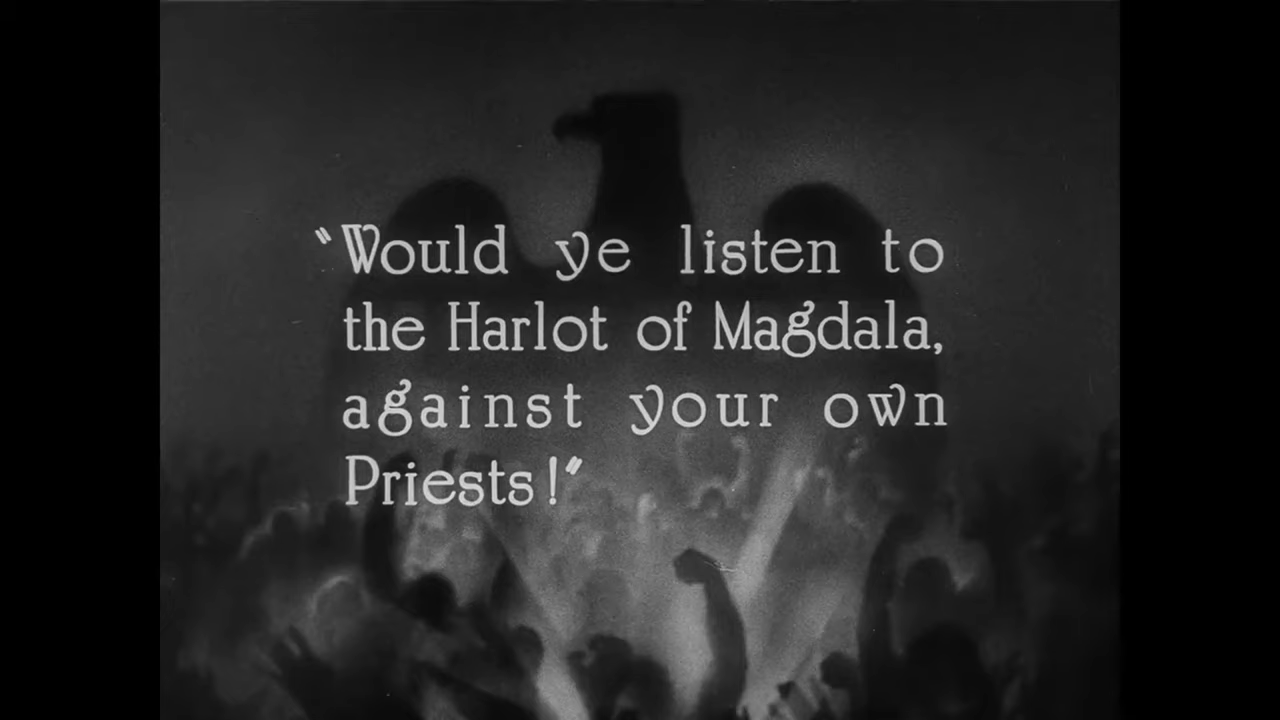 "Would ye listen to
the Harlot of Magdala,
against your own
Priests!"